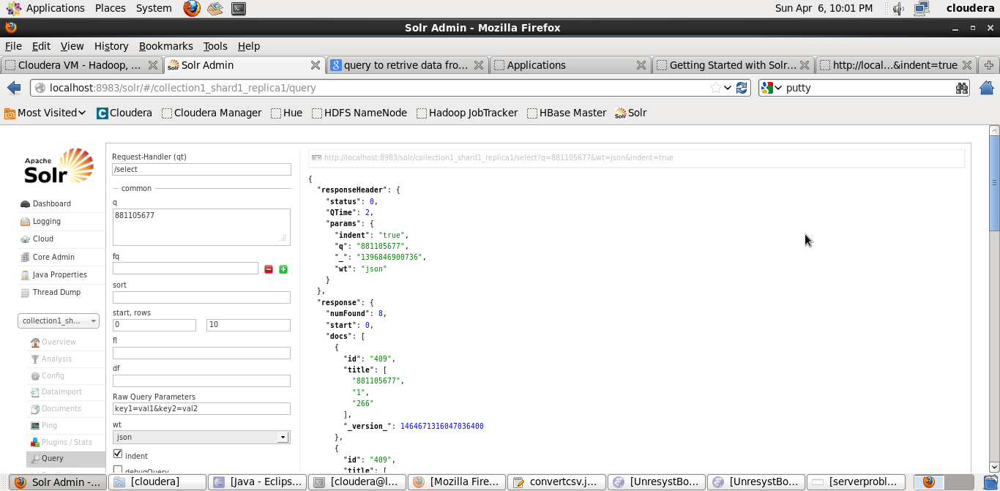 Applications Places System Sun Apr 6, 10:01 PM cloudera
Solr Admin - Mozilla Firefox
File Edit View History Bookmarks Tools Help
Cloudera VM - Hadoop, ... Solr Admin query to retrive data fro... Applications Getting Started with Solr... http://local...&indent=true
localhost:8983/solr/#/collection1_shard1_replica1/query putty
Most Visited Cloudera Cloudera Manager Hue HDFS NameNode Hadoop JobTracker HBase Master Solr
Apache
Solr
Dashboard
Logging
Cloud
Core Admin
Java Properties
Thread Dump
collection1_sh...
Overview
Analysis
Config
Dataimport
Documents
Ping
Plugins / Stats
Query
Request-Handler (qt)
/select
common
q
881105677
fq
sort
start, rows
0 10
fl
df
Raw Query Parameters
key1=val1&key2=val2
wt
json
indent
debugQuery
http://localhost:8983/solr/collection1_shard1_replica1/select?q=881105677&wt=json&indent=true
{
"responseHeader": {
"status": 0,
"QTime": 2,
"params": {
"indent": "true",
"q": "881105677",
"_": "1396846900736",
"wt": "json"
}
},
"response": {
"numFound": 8,
"start": 0,
"docs": [
{
"id": "409",
"title": [
"881105677",
"1",
"266"
],
"_version_": 1464671316047036400
},
{
"id": "409",
"title": [
Solr Admin -... [cloudera] [Java - Eclips... [cloudera@l... [Mozilla Fire... convertcsv.j... [UnresystBo... [UnresystBo... [serverprobl...